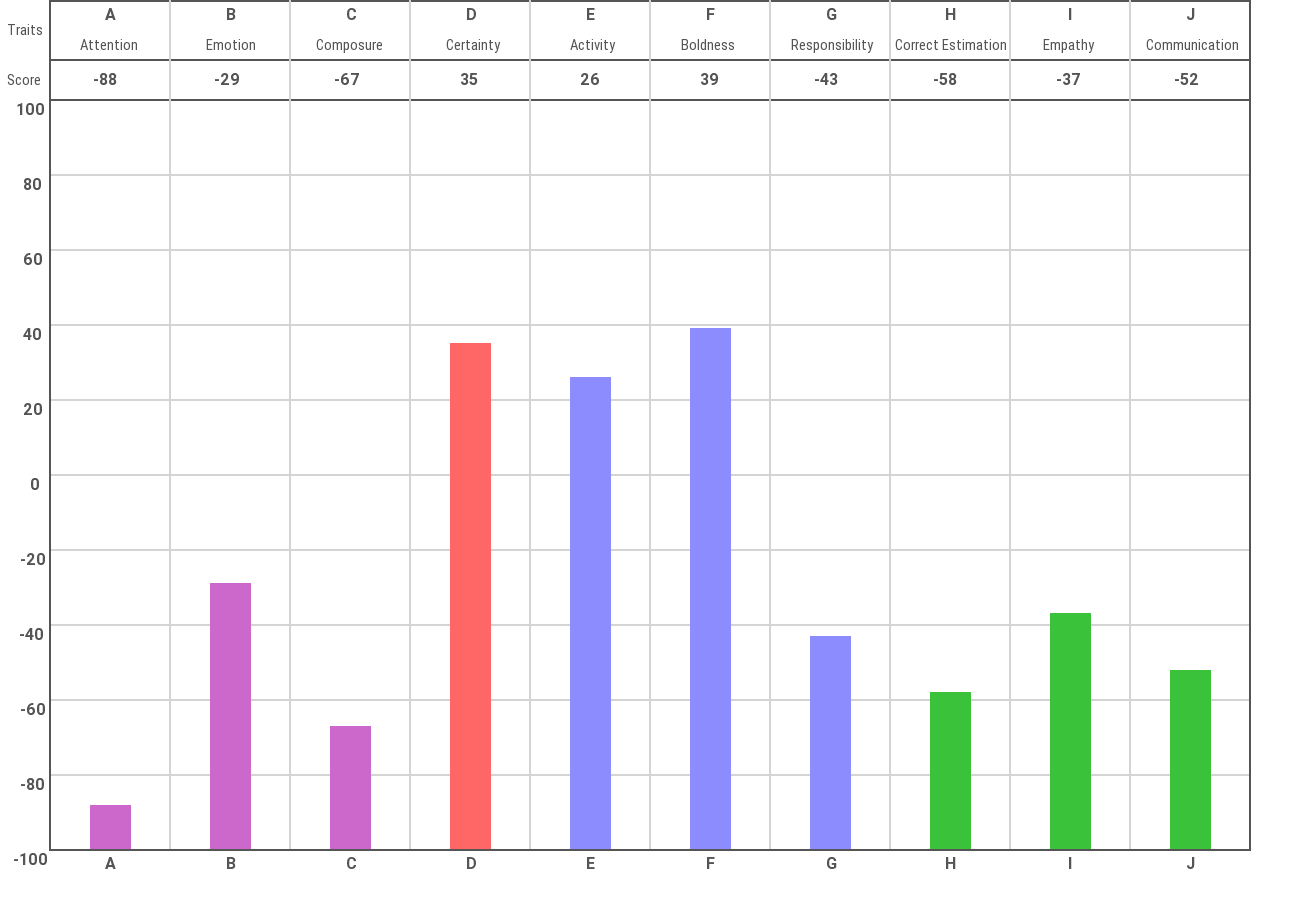 Traits A B C D E F G H I J
Attention Emotion Composure Certainty Activity Boldness Responsibility Correct Estimation Empathy Communication
Score -88 -29 -67 35 26 39 -43 -58 -37 -52
100
80
60
40
20
0
-20
-40
-60
-80
-100
A B C D E F G H I J